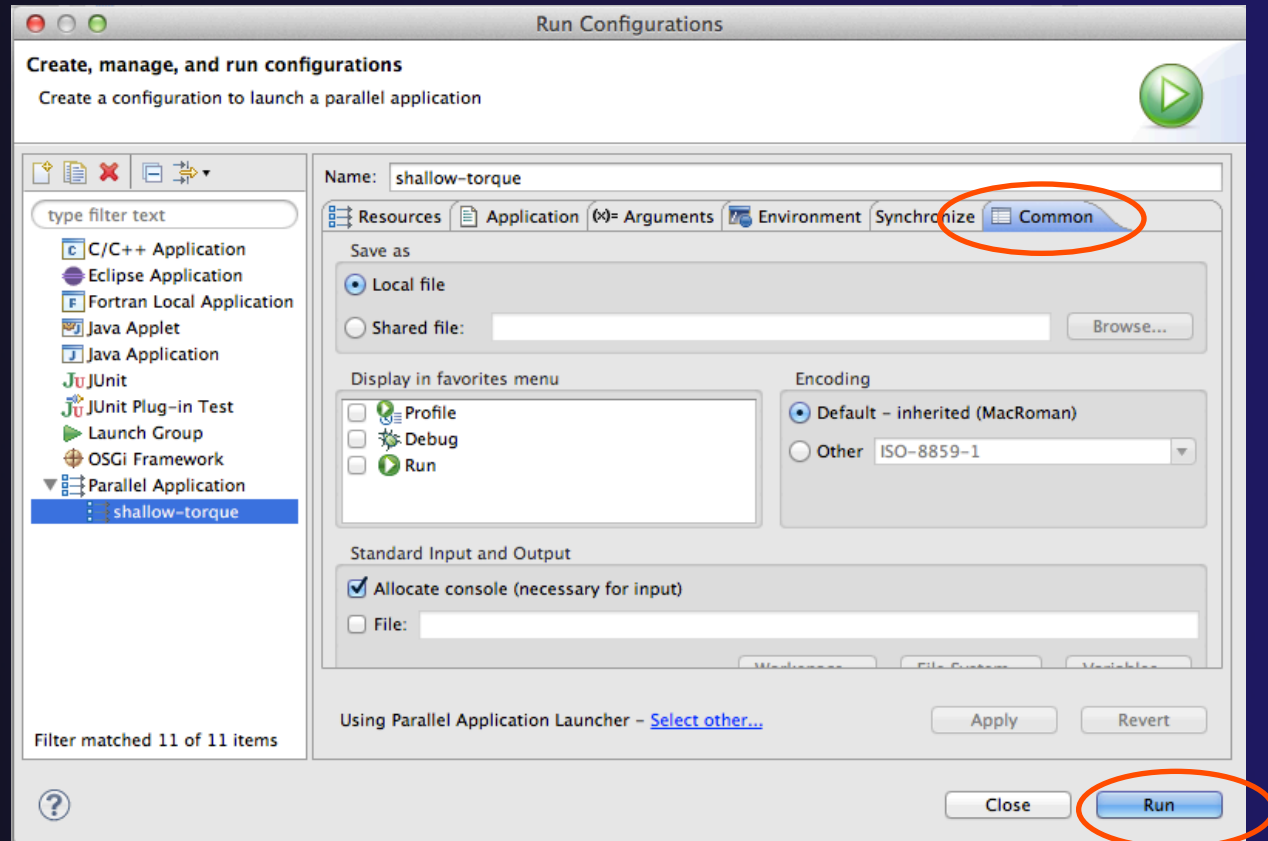 Run Configurations
Create, manage, and run configurations
Create a configuration to launch a parallel application
type filter text
C/C++ Application
Eclipse Application
Fortran Local Application
Java Applet
Java Application
JUnit
JUnit Plug-in Test
Launch Group
OSGi Framework
Parallel Application
shallow-torque
Filter matched 11 of 11 items
Name: shallow-torque
Resources Application (x)= Arguments Environment Synchronize Common
Save as
Local file
Shared file: Browse...
Display in favorites menu
Profile
Debug
Run
Encoding
Default - inherited (MacRoman)
Other ISO-8859-1
Standard Input and Output
Allocate console (necessary for input)
File:
Workspace... File System... Variables...
Using Parallel Application Launcher - Select other...
Apply Revert
Close Run